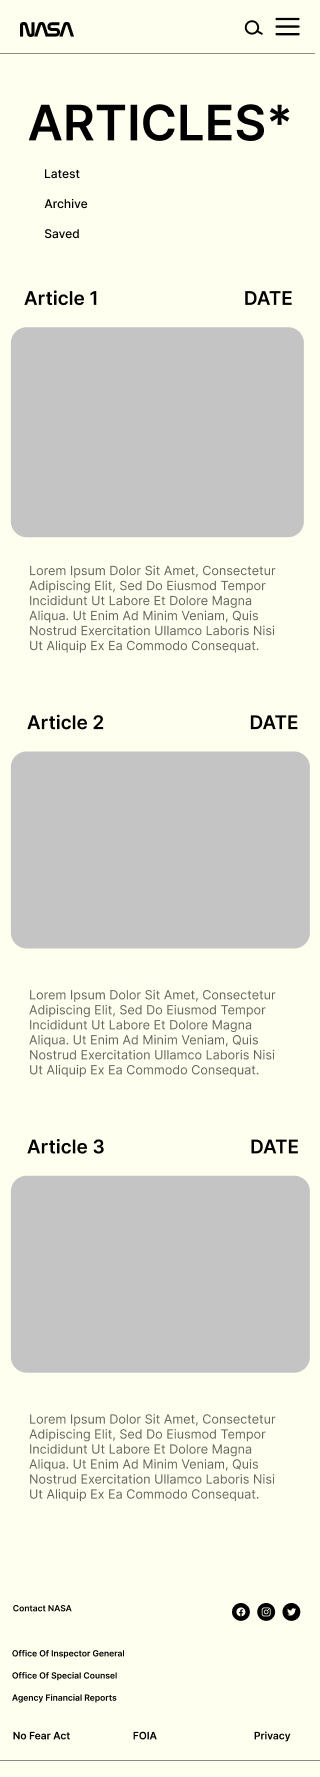 NASA
ARTICLES*
Latest
Archive
Saved
Article 1 DATE
Lorem Ipsum Dolor Sit Amet, Consectetur
Adipiscing Elit, Sed Do Eiusmod Tempor
Incididunt Ut Labore Et Dolore Magna
Aliqua. Ut Enim Ad Minim Veniam, Quis
Nostrud Exercitation Ullamco Laboris Nisi
Ut Aliquip Ex Ea Commodo Consequat.
Article 2 DATE
Lorem Ipsum Dolor Sit Amet, Consectetur
Adipiscing Elit, Sed Do Eiusmod Tempor
Incididunt Ut Labore Et Dolore Magna
Aliqua. Ut Enim Ad Minim Veniam, Quis
Nostrud Exercitation Ullamco Laboris Nisi
Ut Aliquip Ex Ea Commodo Consequat.
Article 3 DATE
Lorem Ipsum Dolor Sit Amet, Consectetur
Adipiscing Elit, Sed Do Eiusmod Tempor
Incididunt Ut Labore Et Dolore Magna
Aliqua. Ut Enim Ad Minim Veniam, Quis
Nostrud Exercitation Ullamco Laboris Nisi
Ut Aliquip Ex Ea Commodo Consequat.
Contact NASA
Office Of Inspector General
Office Of Special Counsel
Agency Financial Reports
No Fear Act FOIA Privacy